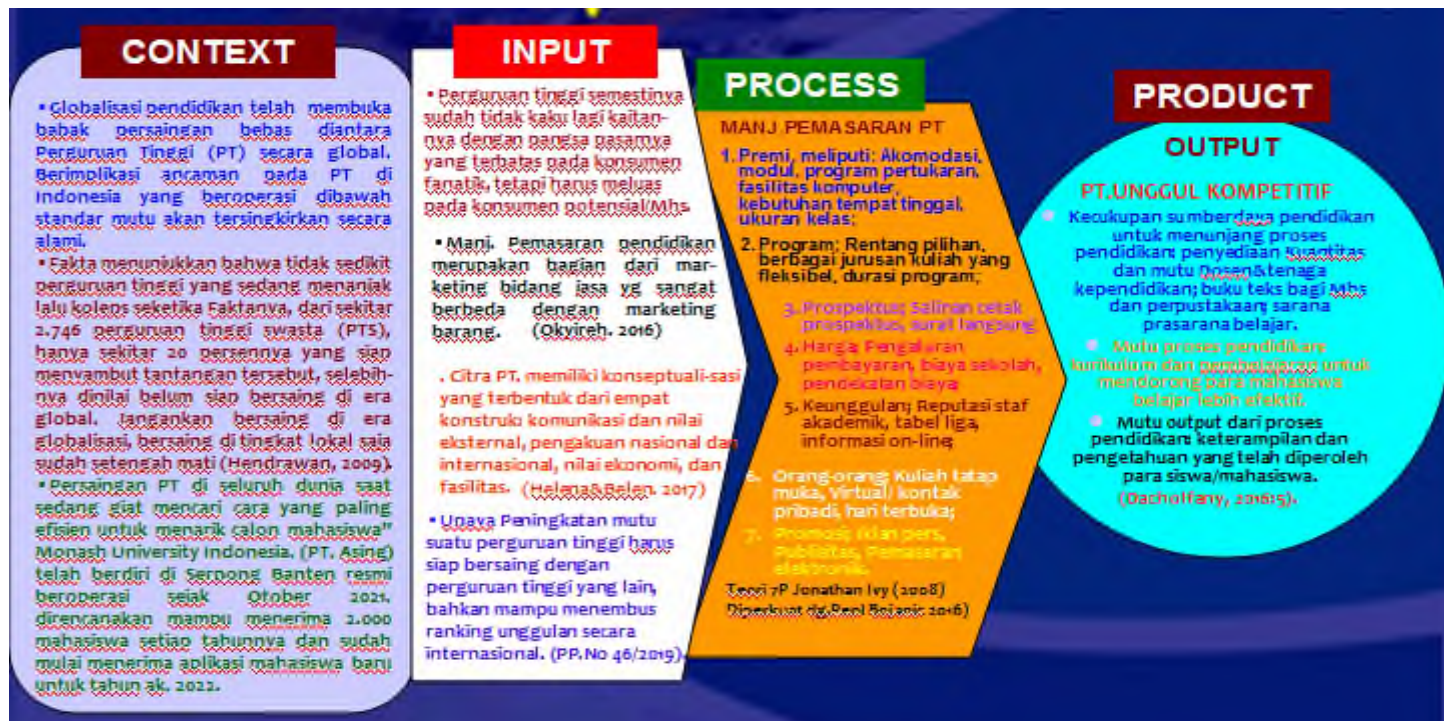 CONTEXT
• Globalisasi pendidikan telah membuka
babak persaingan bebas diantara
Perguruan Tinggi (PT) secara global.
Berimplikasi ancaman pada PT di
Indonesia yang beroperasi dibawah
standar mutu akan tersingkirkan secara
alami.
• Fakta menunjukkan bahwa tidak sedikit
perguruan tinggi yang sedang menanjak
lalu koleps seketika Faktanya, dari sekitar
2.746 perguruan tinggi swasta (PTS),
hanya sekitar 20 persennya yang siap
menyambut tantangan tersebut, selebih-
nya dinilai belum siap bersaing di era
global. Jangankan bersaing di era
globalisasi, bersaing di tingkat lokal saja
sudah setengah mati (Hendrawan, 2009).
• Persaingan PT di seluruh dunia saat
sedang giat mencari cara yang paling
efisien untuk menarik calon mahasiswa"
Monash University Indonesia. (PT. Asing)
telah berdiri di Serpong Banten resmi
beroperasi sejak Otober 2021.
direncanakan mampu menerima 2.000
mahasiswa setiap tahunnya dan sudah
mulai menerima aplikasi mahasiswa baru
untuk tahun ak. 2022.
INPUT
• Perguruan tinggi semestinya
sudah tidak kaku lagi kaitan-
nya dengan pangsa pasarnya
yang terbatas pada konsumen
fanatik, tetapi harus meluas
pada konsumen potensial/Mhs.
• Manj. Pemasaran pendidikan
merupakan bagian dari mar-
keting bidang jasa yg sangat
berbeda dengan marketing
barang. (Okyireh. 2016)
. Citra PT. memiliki konseptuali-sasi
yang terbentuk dari empat
konstruk: komunikasi dan nilai
eksternal, pengakuan nasional dan
internasional, nilai ekonomi, dan
fasilitas. (Helena&Belen. 2017)
• Upaya Peningkatan mutu
suatu perguruan tinggi harus
siap bersaing dengan
perguruan tinggi yang lain,
bahkan mampu menembus
ranking unggulan secara
internasional. (PP.No 46/2019).
PROCESS
MANJ.PEMASARAN PT
1. Premi, meliputi: Akomodasi,
modul, program pertukaran,
fasilitas komputer,
kebutuhan tempat tinggal,
ukuran kelas;
2. Program; Rentang pilihan,
berbagai jurusan kuliah yang
fleksibel, durasi program;
3. Prospektus; Salinan cetak
prospektus, surat langsung
4. Harga; Pengaturan
pembayaran, biaya sekolah,
pendekatan biaya;
5. Keunggulan; Reputasi staf
akademik, tabel liga,
informasi on-line;
6. Orang-orang; Kuliah tatap
muka, Virtual/ kontak
pribadi, hari terbuka;
7. Promosi; Iklan pers,
Publisitas, Pemasaran
elektronik.
Teori 7P Jonathan Ivy (2008)
Diperkuat dg 2016)
PRODUCT
OUTPUT
PT.UNGGUL KOMPETITIF
Kecukupan sumberdaya pendidikan
untuk menunjang proses
pendidikan; penyediaan kuantitas
dan mutu Dosen&tenaga
kependidikan; buku teks bagi Mhs
dan perpustakaan; sarana
prasarana belajar.
Mutu proses pendidikan;
kurikulum dan pembelajaran untuk
mendorong para mahasiswa
belajar lebih efektif.
Mutu output dari proses
pendidikan: keterampilan dan
pengetahuan yang telah diperoleh
para siswa/mahasiswa.
(Dacholfany, 201615).